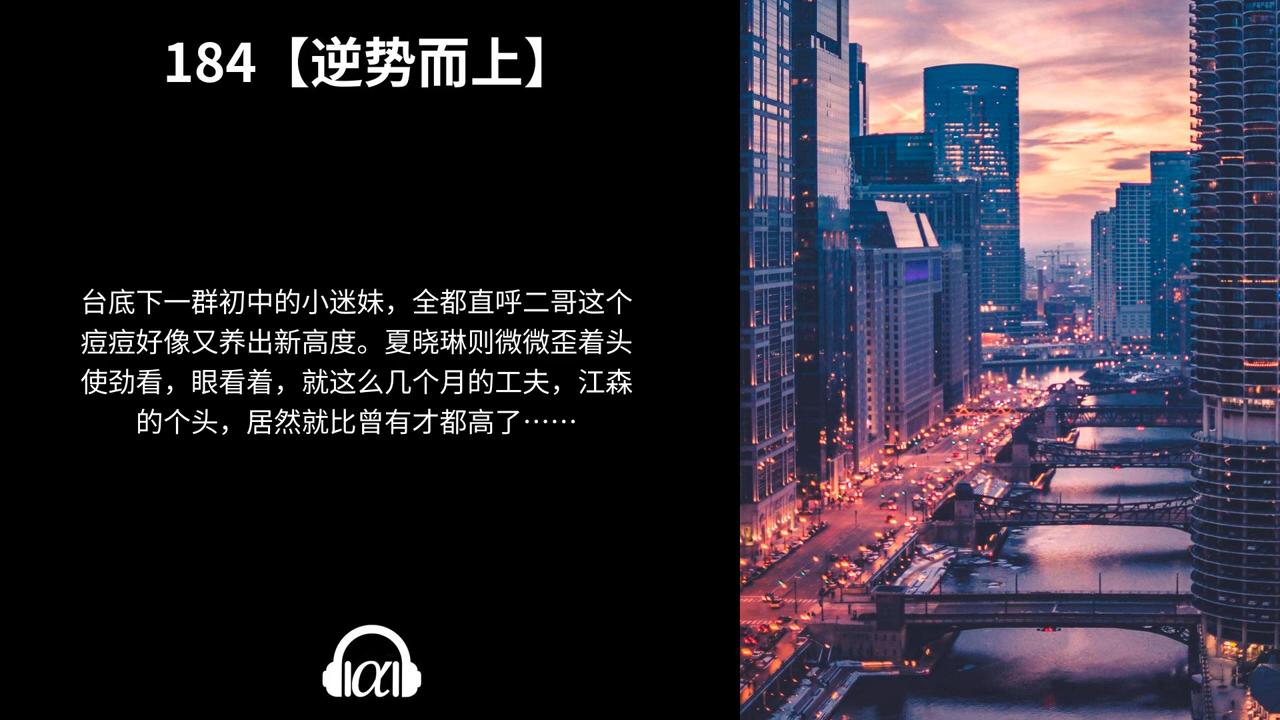 184【逆势而上】
台底下一群初中的小迷妹，全都直呼二哥这个
痘痘好像又养出新高度。夏晓琳则微微歪着头
使劲看，眼看着，就这么几个月的工夫，江森
的个头，居然就比曾有才都高了……
|α|